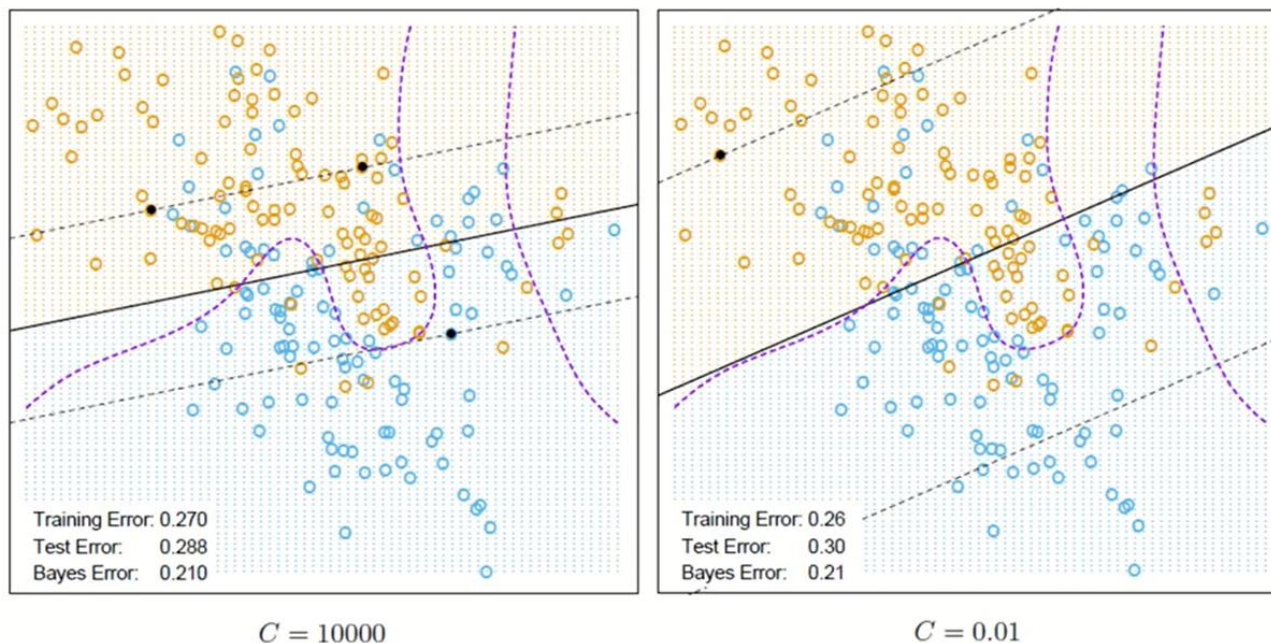 Training Error: 0.270
Test Error: 0.288
Bayes Error: 0.210
C = 10000
Training Error: 0.26
Test Error: 0.30
Bayes Error: 0.21
C = 0.01